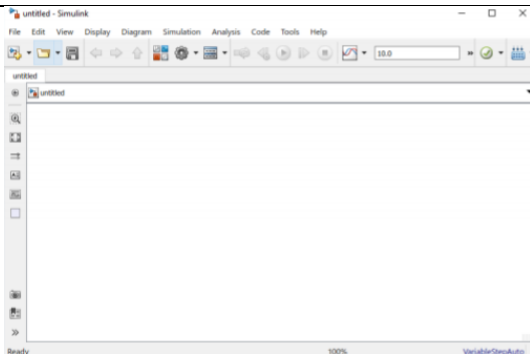 untitled - Simulink
File Edit View Display Diagram Simulation Analysis Code Tools Help
10.0
untitled
untitled
Ready 100% VariableStepAuto